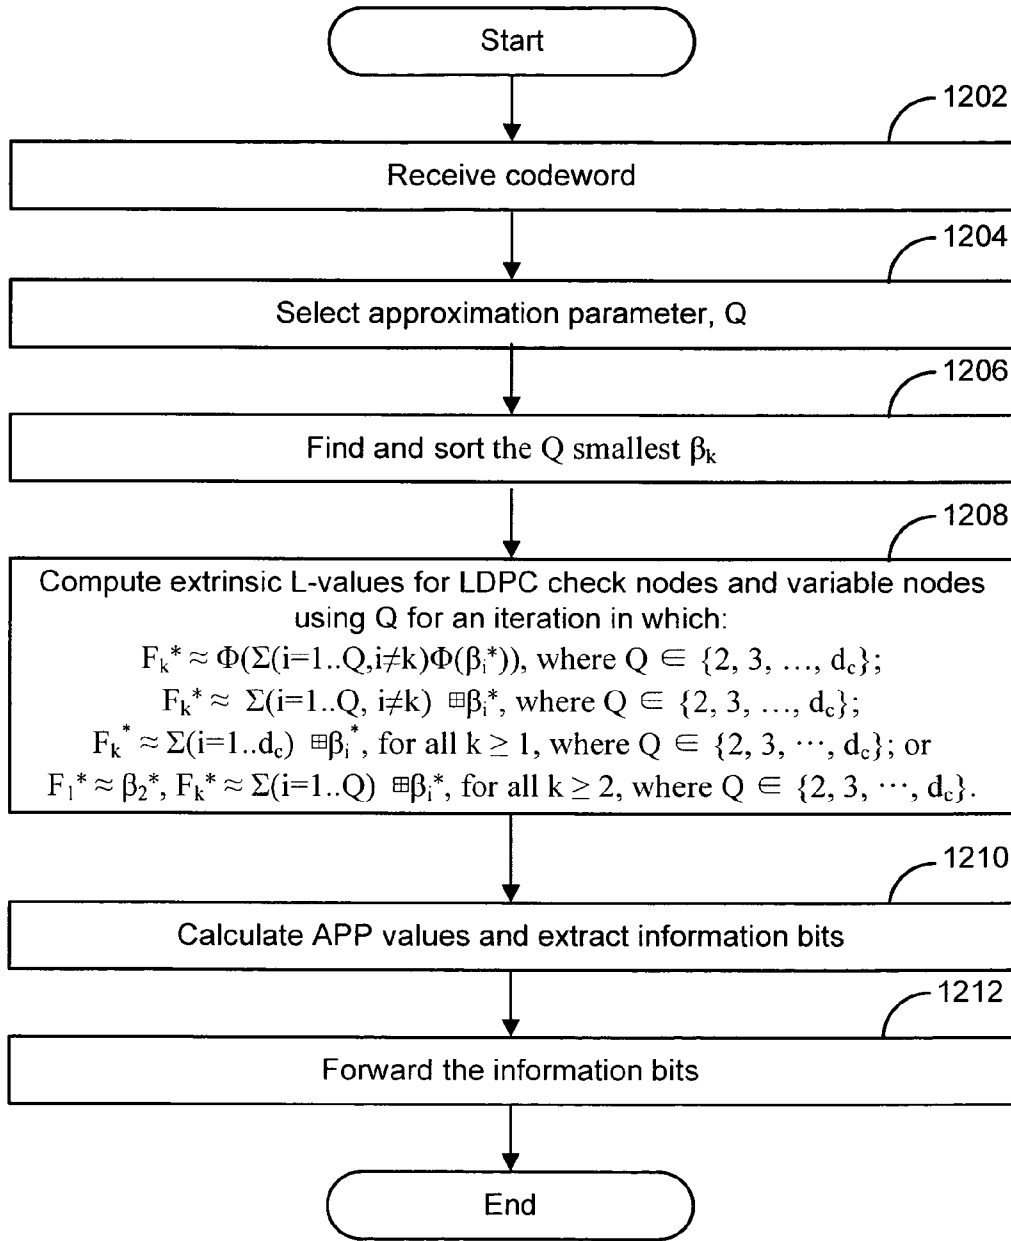 Start
1202
Receive codeword
1204
Select approximation parameter, Q
1206
Find and sort the Q smallest βk
1208
Compute extrinsic L-values for LDPC check nodes and variable nodes
using Q for an iteration in which:
Fk* ≈ Φ(Σ(i=1..Q,i≠k)Φ(βi*)), where Q ∈ {2, 3, ..., dc};
Fk* ≈ Σ(i=1..Q, i≠k) ⊞βi*, where Q ∈ {2, 3, ..., dc};
Fk* ≈ Σ(i=1..dc) ⊞βi*, for all k ≥ 1, where Q ∈ {2, 3, ⋯, dc}; or
F1* ≈ β2*, Fk* ≈ Σ(i=1..Q) ⊞βi*, for all k ≥ 2, where Q ∈ {2, 3, ⋯, dc}.
1210
Calculate APP values and extract information bits
1212
Forward the information bits
End